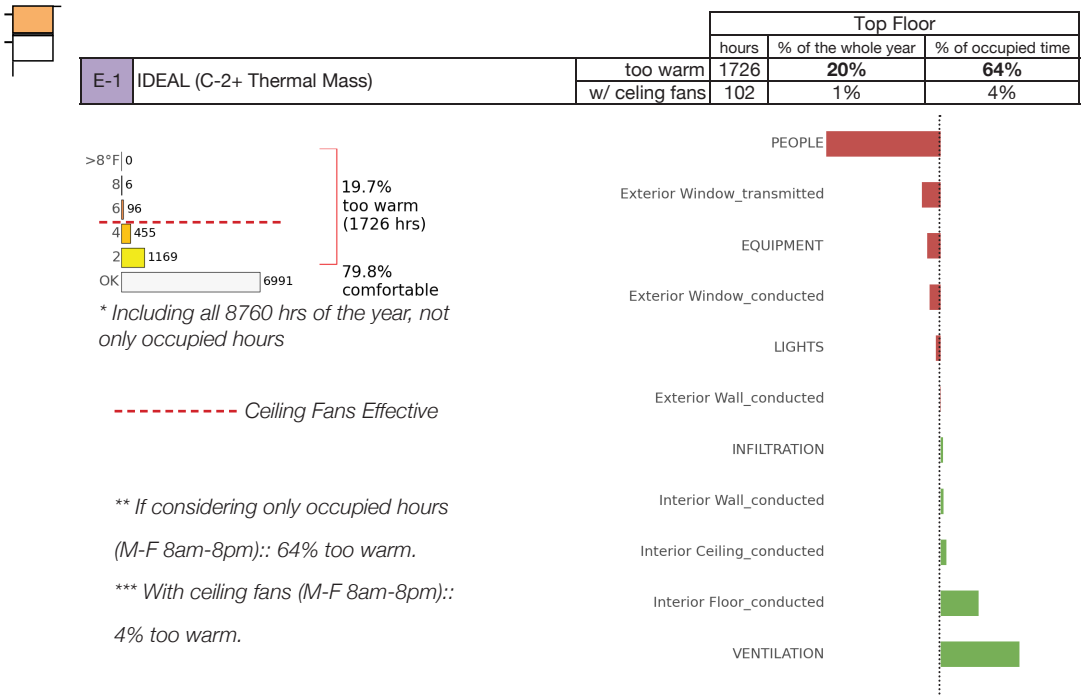 Top Floor
hours % of the whole year % of occupied time
E-1 IDEAL (C-2+ Thermal Mass) too warm 1726 20% 64%
w/ celing fans 102 1% 4%
>8°F 0
8 6
6 96
4 455
2 1169
OK 6991
19.7%
too warm
(1726 hrs)
79.8%
comfortable
* Including all 8760 hrs of the year, not
only occupied hours
Ceiling Fans Effective
** If considering only occupied hours
(M-F 8am-8pm):: 64% too warm.
*** With ceiling fans (M-F 8am-8pm)::
4% too warm.
PEOPLE
Exterior Window_transmitted
EQUIPMENT
Exterior Window_conducted
LIGHTS
Exterior Wall_conducted
INFILTRATION
Interior Wall_conducted
Interior Ceiling_conducted
Interior Floor_conducted
VENTILATION